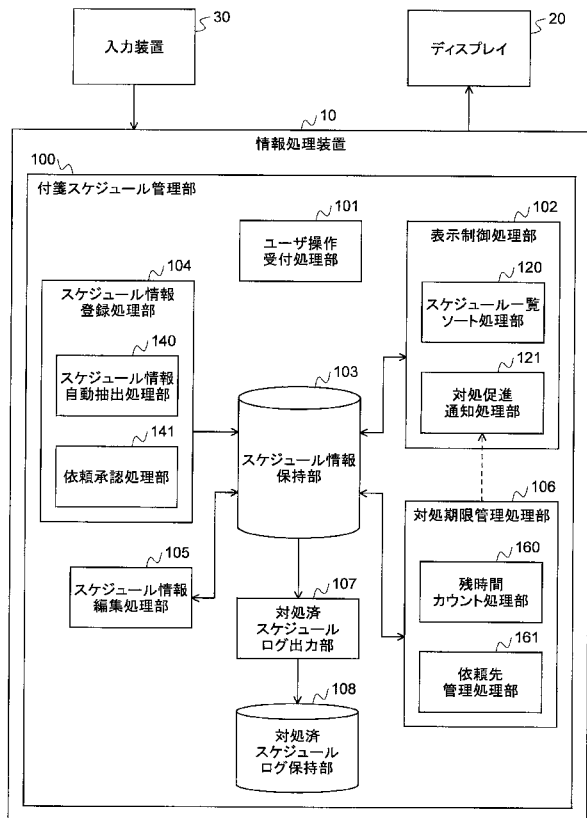 30
入力装置
20
ディスプレイ
10
情報処理装置
100
付箋スケジュール管理部
101
ユーザ操作
受付処理部
102
表示制御処理部
120
スケジュール一覧
ソート処理部
121
対処促進
通知処理部
104
スケジュール情報
登録処理部
140
スケジュール情報
自動抽出処理部
141
依頼承認処理部
103
スケジュール情報
保持部
105
スケジュール情報
編集処理部
106
対処期限管理処理部
160
残時間
カウント処理部
161
依頼先
管理処理部
107
対処済
スケジュール
ログ出力部
108
対処済
スケジュール
ログ保持部